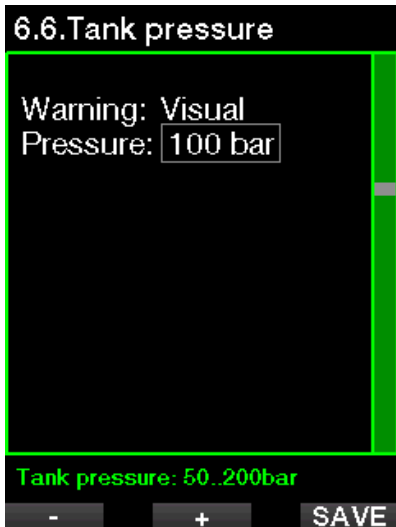 6.6.Tank pressure
Warning: Visual
Pressure: 100 bar
Tank pressure: 50..200bar
- + SAVE